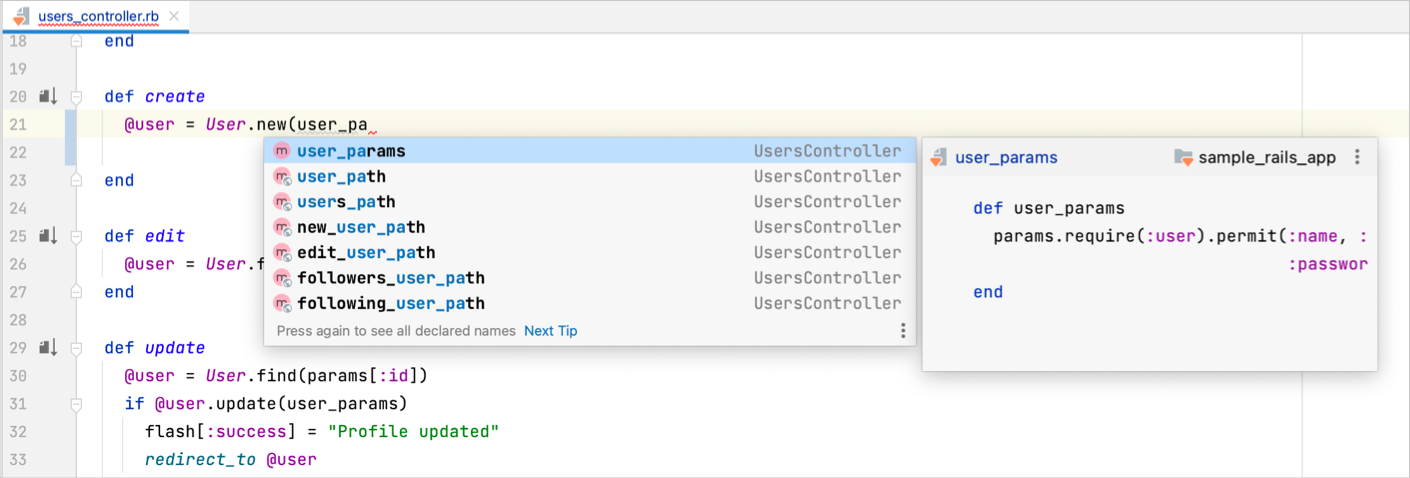 users_controller.rb
18 end
19
20 def create
21 @user = User.new(user_pa
22
23 end
24
25 def edit
26 @user = User.f
27 end
28
29 def update
30 @user = User.find(params[:id])
31 if @user.update(user_params)
32 flash[:success] = "Profile updated"
33 redirect_to @user
m user_params UsersController
m user_path UsersController
m users_path UsersController
m new_user_path UsersController
m edit_user_path UsersController
m followers_user_path UsersController
m following_user_path UsersController
Press again to see all declared names Next Tip
user_params sample_rails_app
def user_params
params.require(:user).permit(:name, :
:passwor
end